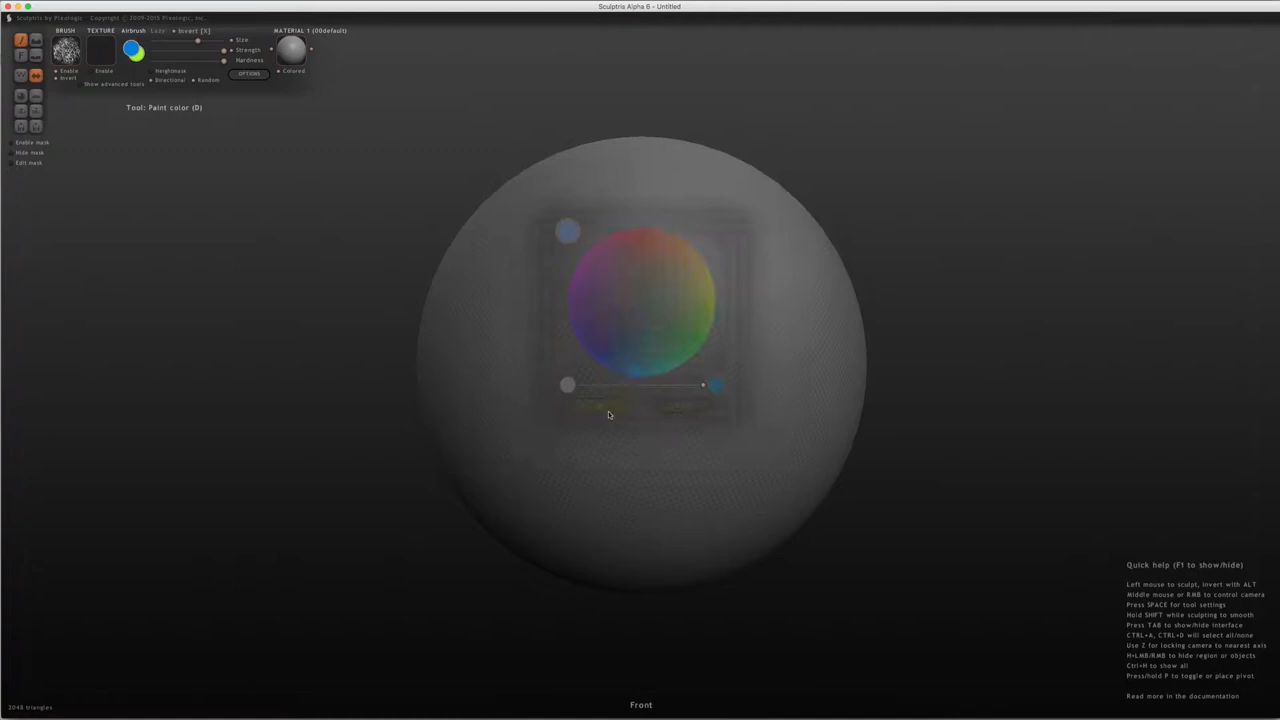 Sculptris Alpha 6 - Untitled
Sculptris by Pixologic Copyright © 2009-2015 Pixologic, Inc.
BRUSH TEXTURE Airbrush Lazy Invert [X] MATERIAL 1 (00default)
Size
Strength
Hardness
Enable Enable Heightmask Colored
Invert Directional Random OPTIONS
Show advanced tools
Tool: Paint color (D)
Enable mask
Hide mask
Edit mask
Quick help (F1 to show/hide)
Left mouse to sculpt, invert with ALT
Middle mouse or RMB to control camera
Press SPACE for tool settings
Hold SHIFT while sculpting to smooth
Press TAB to show/hide interface
CTRL+A, CTRL+D will select all/none
Use Z for locking camera to nearest axis
H+LMB/RMB to hide region or objects
Ctrl+H to show all
Press/hold P to toggle or place pivot
Read more in the documentation
Front
2048 triangles